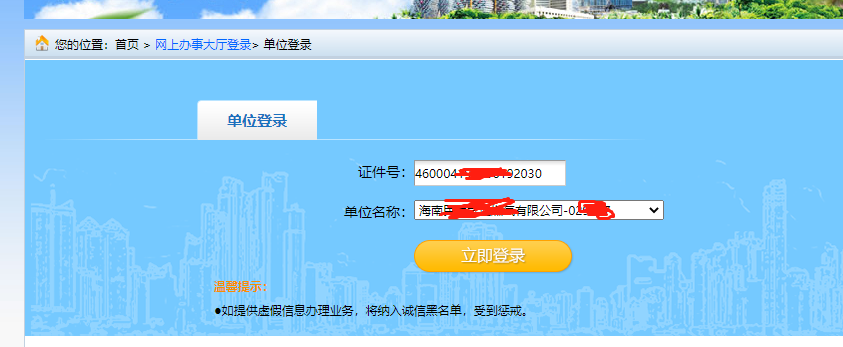 您的位置：首页 > 网上办事大厅登录> 单位登录
单位登录
证件号：460004 192030
单位名称：海南 有限公司-02
立即登录
温馨提示：
●如提供虚假信息办理业务，将纳入诚信黑名单，受到惩戒。